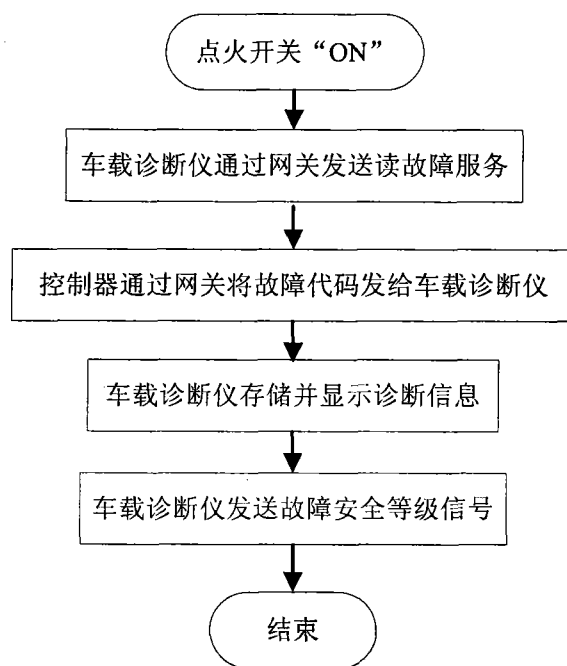 点火开关“ON”
车载诊断仪通过网关发送读故障服务
控制器通过网关将故障代码发给车载诊断仪
车载诊断仪存储并显示诊断信息
车载诊断仪发送故障安全等级信号
结束